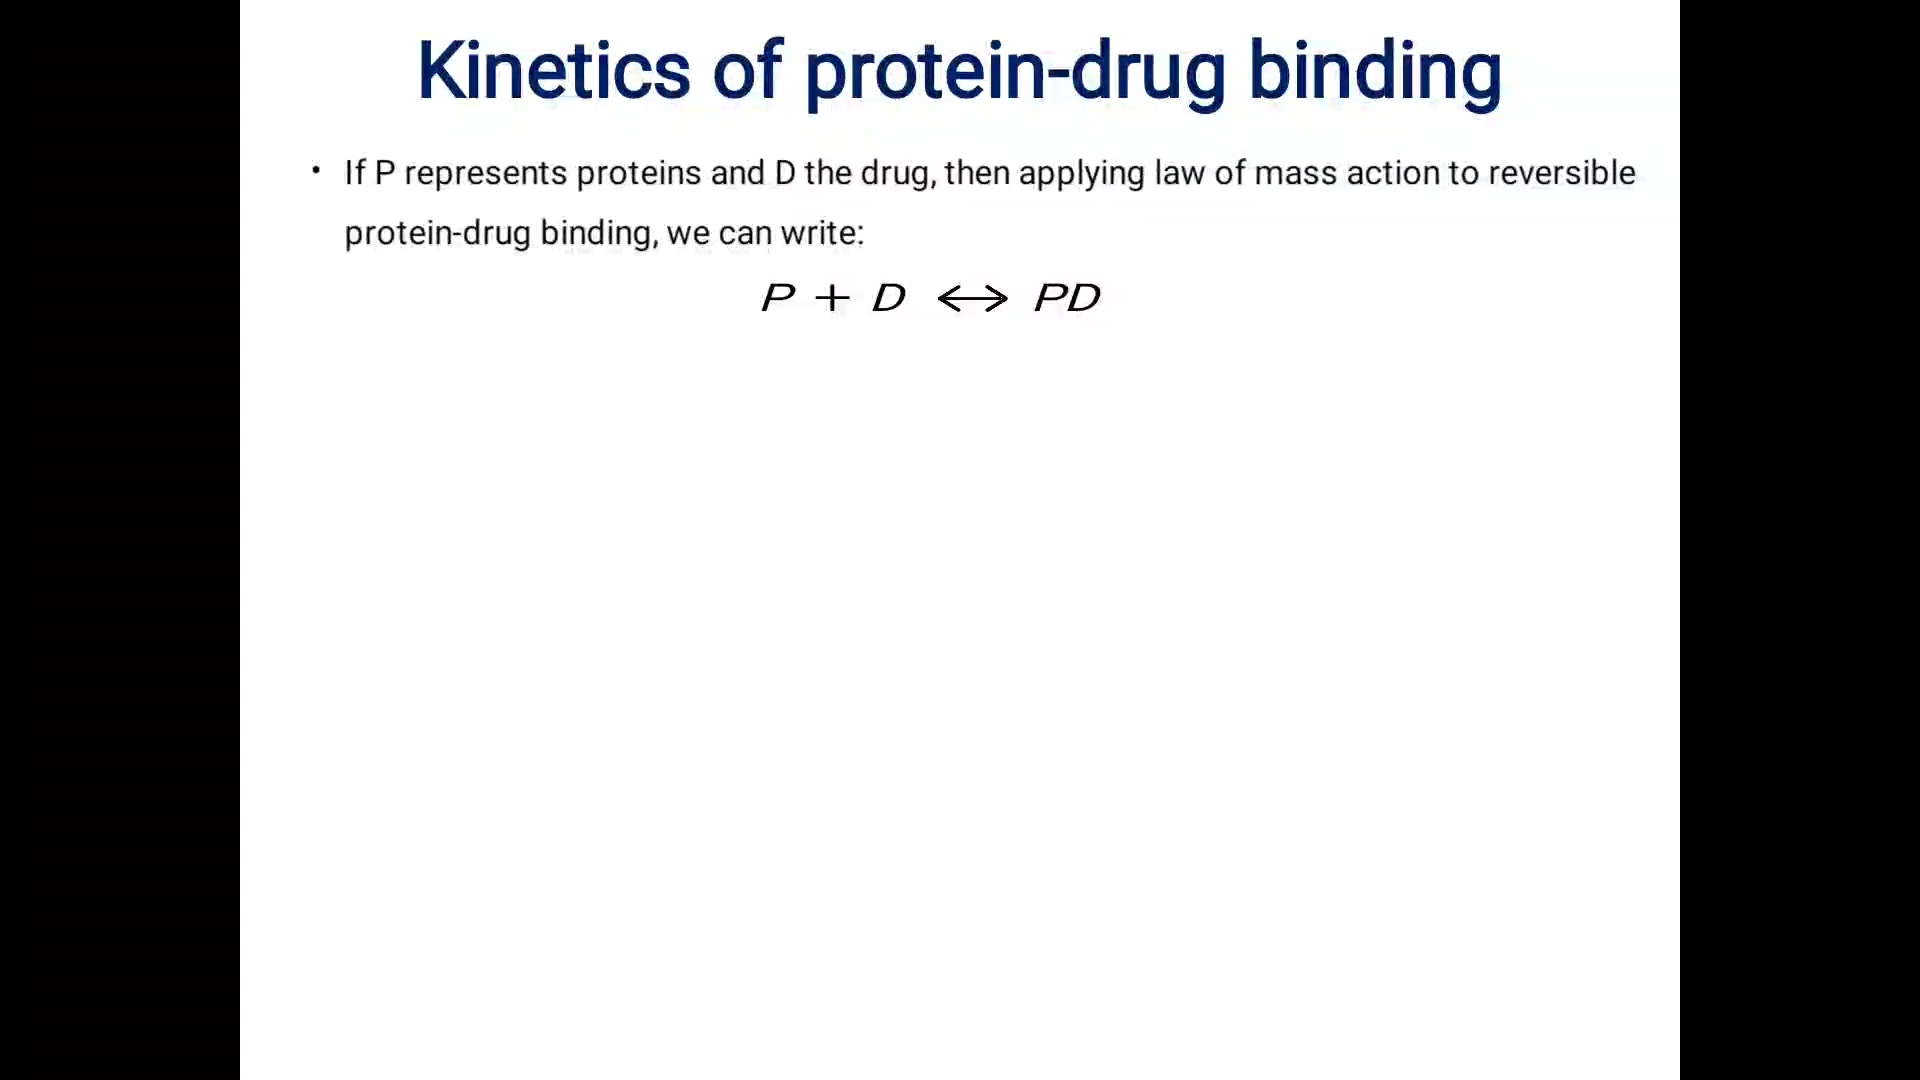 Kinetics of protein-drug binding
• If P represents proteins and D the drug, then applying law of mass action to reversible
protein-drug binding, we can write:
P + D ↔ PD